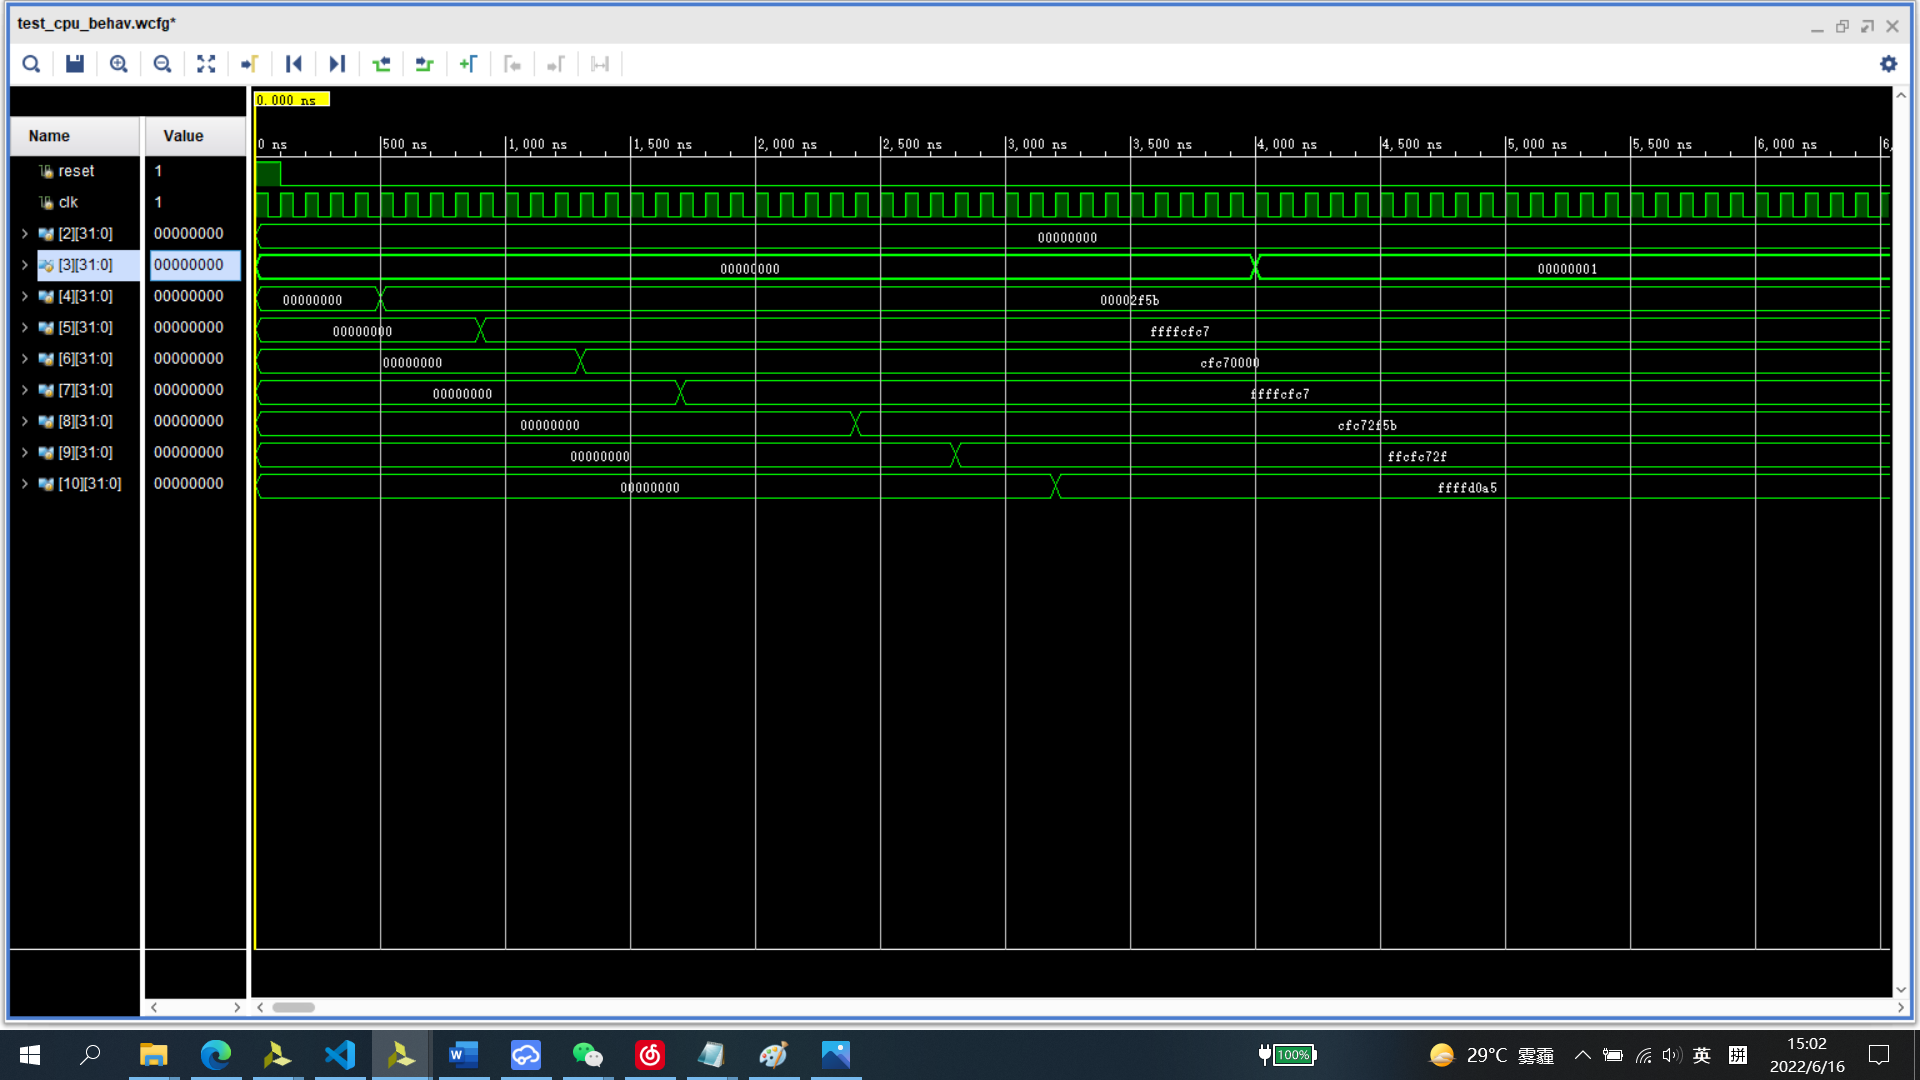 test_cpu_behav.wcfg*
0.000 ns
Name Value
0 ns 500 ns 1,000 ns 1,500 ns 2,000 ns 2,500 ns 3,000 ns 3,500 ns 4,000 ns 4,500 ns 5,000 ns 5,500 ns 6,000 ns 6,
reset 1
clk 1
[2][31:0] 00000000 00000000
[3][31:0] 00000000 00000000 00000001
[4][31:0] 00000000 00000000 00002f5b
[5][31:0] 00000000 00000000 ffffcfc7
[6][31:0] 00000000 00000000 cfc70000
[7][31:0] 00000000 00000000 ffffcfc7
[8][31:0] 00000000 00000000 cfc72f5b
[9][31:0] 00000000 00000000 ffcfc72f
[10][31:0] 00000000 00000000 ffffd0a5
W 100% 29°C 雾霾 英 拼 15:02
2022/6/16